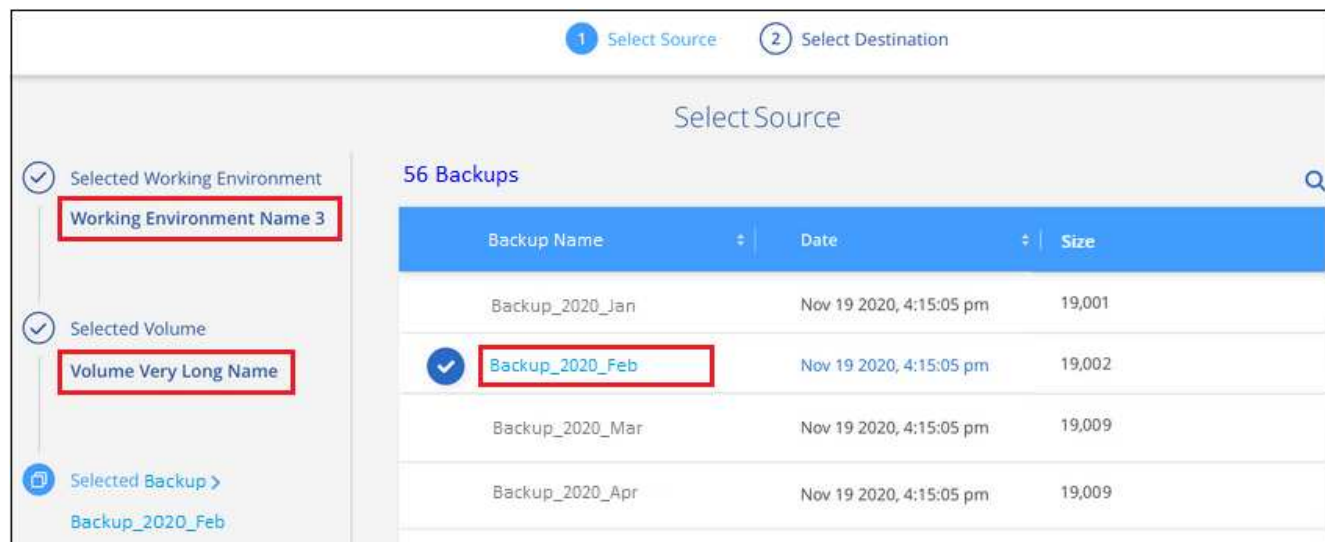 1 Select Source 2 Select Destination
Select Source
Selected Working Environment
Working Environment Name 3
Selected Volume
Volume Very Long Name
Selected Backup >
Backup_2020_Feb
56 Backups
Backup Name Date Size
Backup_2020_Jan Nov 19 2020, 4:15:05 pm 19,001
Backup_2020_Feb Nov 19 2020, 4:15:05 pm 19,002
Backup_2020_Mar Nov 19 2020, 4:15:05 pm 19,009
Backup_2020_Apr Nov 19 2020, 4:15:05 pm 19,009